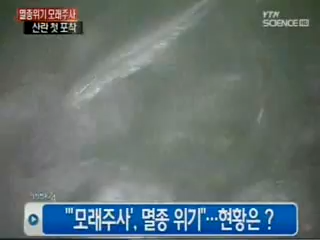 멸종위기 모래주사
산란 첫 포착
YTN
SCIENCE HD
"'모래주사', 멸종 위기"…현황은?